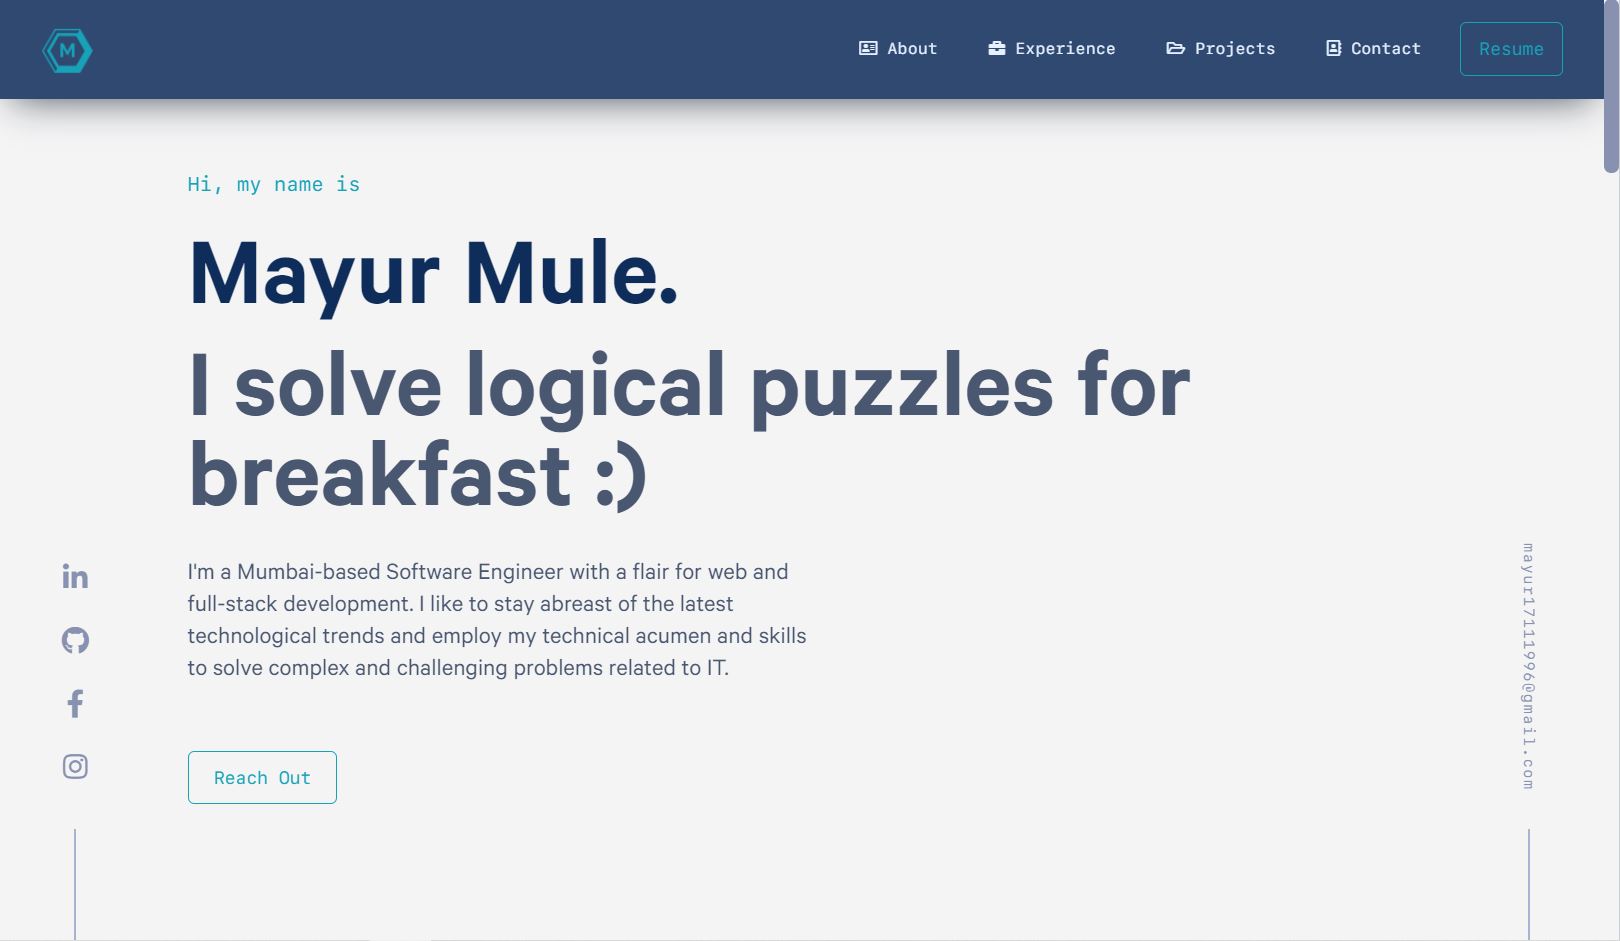 M
About
Experience
Projects
Contact
Resume
Hi, my name is
Mayur Mule.
I solve logical puzzles for
breakfast :)
I'm a Mumbai-based Software Engineer with a flair for web and
full-stack development. I like to stay abreast of the latest
technological trends and employ my technical acumen and skills
to solve complex and challenging problems related to IT.
Reach Out
in
mayur17111996@gmail.com